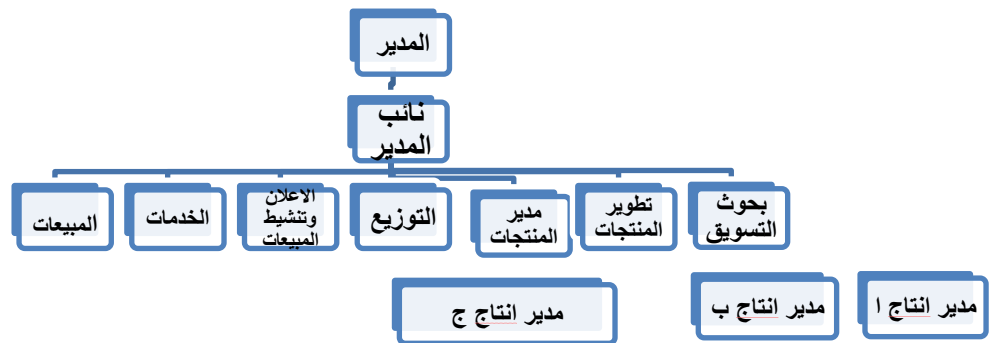 المدير
نائب
المدير
بحوث
التسويق
تطوير
المنتجات
مدير
المنتجات
التوزيع
الاعلان
وتنشيط
المبيعات
الخدمات
المبيعات
مدير انتاج ا
مدير انتاج ب
مدير انتاج ج